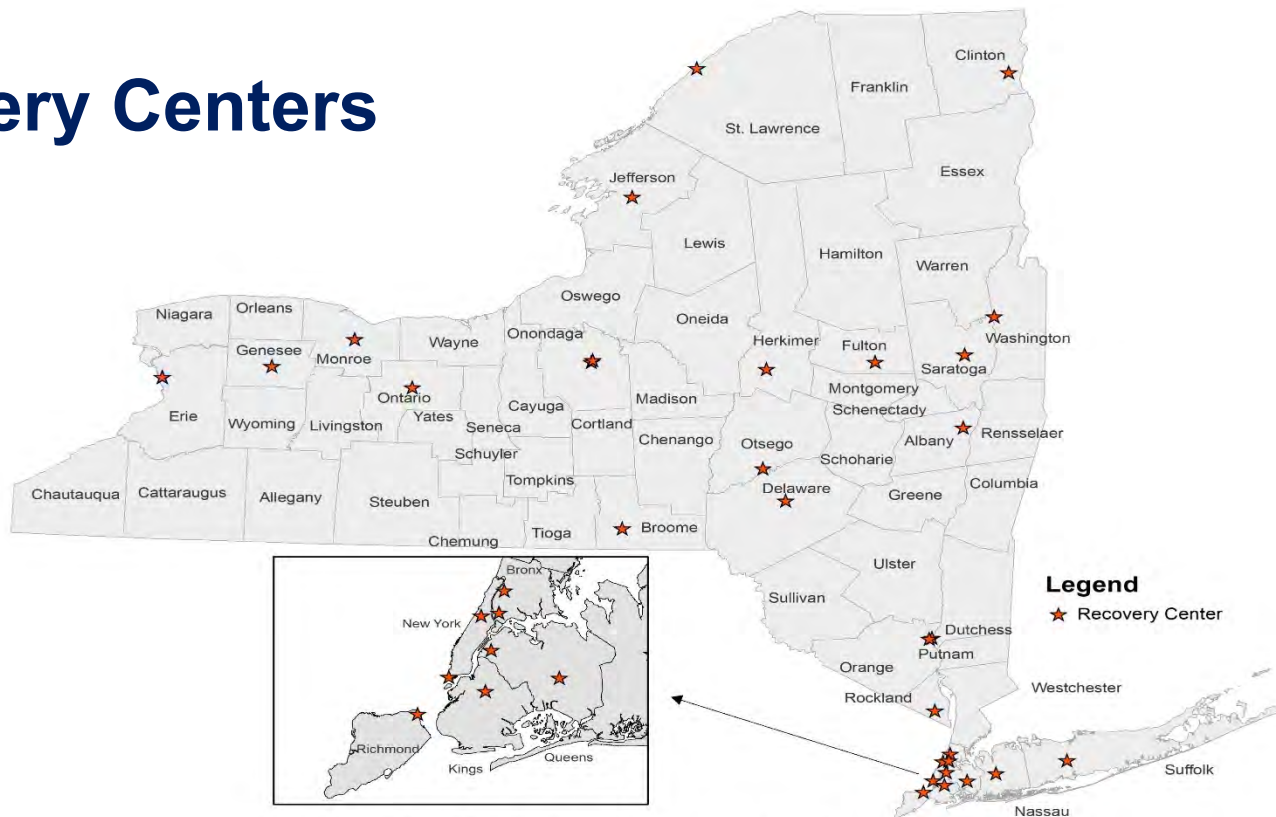 ery Centers
Clinton
Franklin
St. Lawrence
Essex
Jefferson
Lewis
Hamilton
Warren
Oswego
Orleans
Niagara
Oneida
Onondaga
Wayne
Herkimer
Washington
Genesee
Monroe
Fulton
Saratoga
Montgomery
Ontario
Cayuga
Madison
Schenectady
Erie
Yates
Wyoming
Livingston
Seneca
Cortland
Chenango
Otsego
Albany
Rensselaer
Schuyler
Schoharie
Tompkins
Columbia
Delaware
Greene
Chautauqua
Cattaraugus
Allegany
Steuben
Broome
Tioga
Chemung
Ulster
Bronx
Legend
Sullivan
Recovery Center
New York
Dutchess
Putnam
Orange
Westchester
Rockland
Richmond
Queens
Kings
Suffolk
Nassau